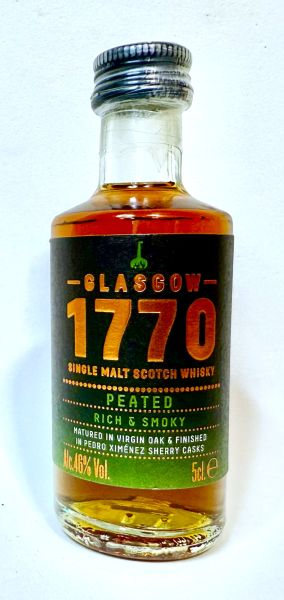 GLASGOW
1770
SINGLE MALT SCOTCH WHISKY
PEATED
RICH & SMOKY
MATURED IN VIRGIN OAK & FINISHED
IN PEDRO XIMÉNEZ SHERRY CASKS
Alc.46% Vol. 5cl.℮